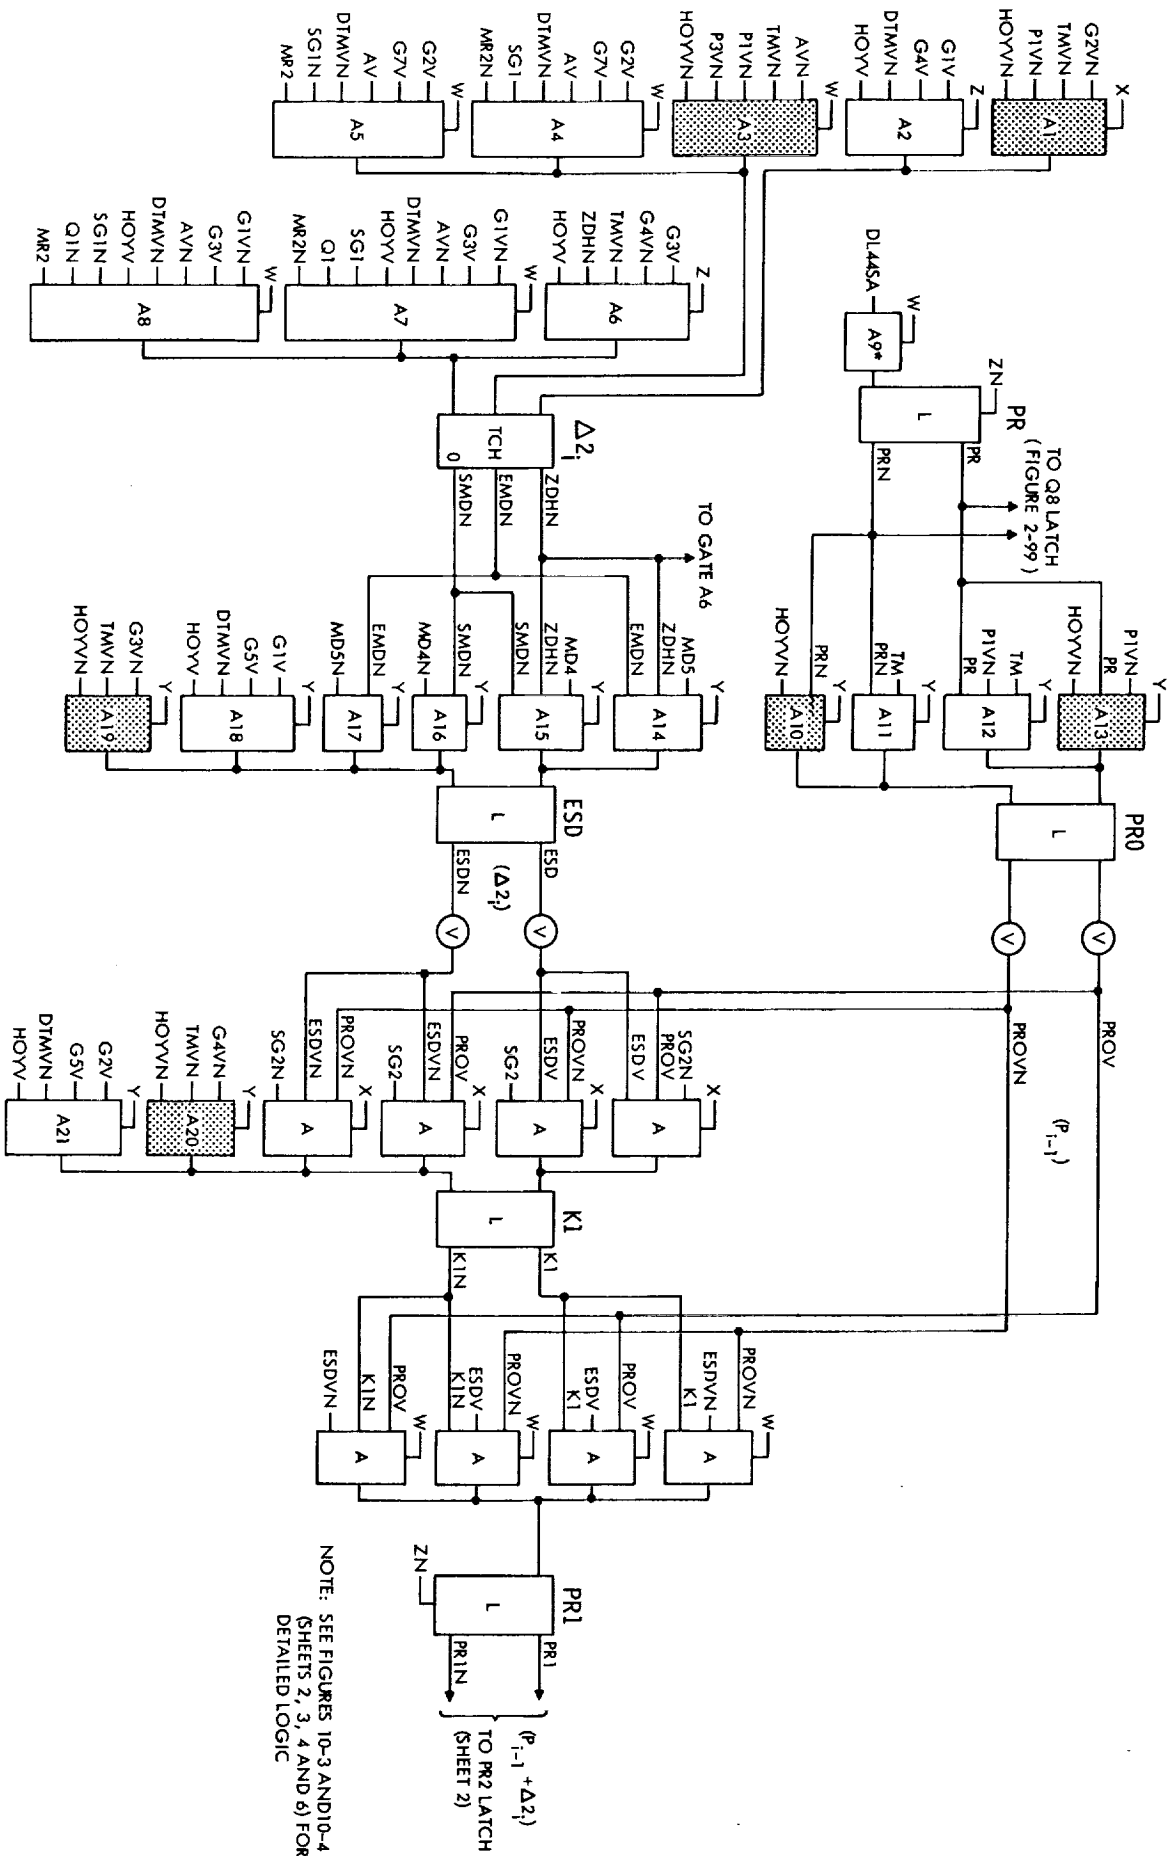 X
G2VN
TMVN
P1VN
HOYVN
A1
Z
G1V
G4V
DTMVN
HOYV
A2
W
AVN
TMVN
P1VN
P3VN
HOYVN
A3
W
G2V
G7V
AV
DTMVN
SG1
MR2N
A4
W
G2V
G7V
AV
DTMVN
SG1N
MR2
A5
Z
G3V
G4VN
TMVN
ZDHN
HOYV
A6
W
G1VN
G3V
AVN
DTMVN
HOYV
SG1
Q1
MR2N
A7
W
G1VN
G3V
AVN
DTMVN
HOYV
SG1N
Q1N
MR2
A8
W
DL44SA
A9*
ZN
L
PR
PR
PRN
TO Q8 LATCH
(FIGURE 2-99)
Δ2i
TCH
0
ZDHN
EMDN
SMDN
TO GATE A6
Y
P1VN
PR
HOYVN
A13
Y
TM
P1VN
PR
A12
Y
TM
PRN
A11
Y
PRN
HOYVN
A10
Y
MD5
ZDHN
EMDN
A14
Y
MD4
ZDHN
SMDN
A15
Y
SMDN
MD4N
A16
Y
EMDN
MD5N
A17
Y
G1V
G5V
DTMVN
HOYV
A18
Y
G3VN
TMVN
HOYVN
A19
PR0
L
V
V
PROV
PROVN
(Pi-1)
ESD
L
ESD
ESDN
(Δ2i)
V
V
X
SG2N
PROV
ESDV
A
X
PROVN
ESDV
SG2
A
X
PROV
ESDVN
SG2
A
PROVN
ESDVN
SG2N
A
Y
G4VN
TMVN
HOYVN
A20
Y
G2V
G5V
DTMVN
HOYV
A21
K1
L
K1
K1N
W
PROVN
ESDVN
K1
A
W
PROV
ESDV
K1
A
W
PROVN
ESDV
K1N
A
W
PROV
K1N
ESDVN
A
PR1
L
ZN
PR1
PR1N
(Pi-1 +Δ2i)
TO PR2 LATCH
(SHEET 2)
NOTE: SEE FIGURES 10-3 AND10-4
(SHEETS 2, 3, 4 AND 6) FOR
DETAILED LOGIC